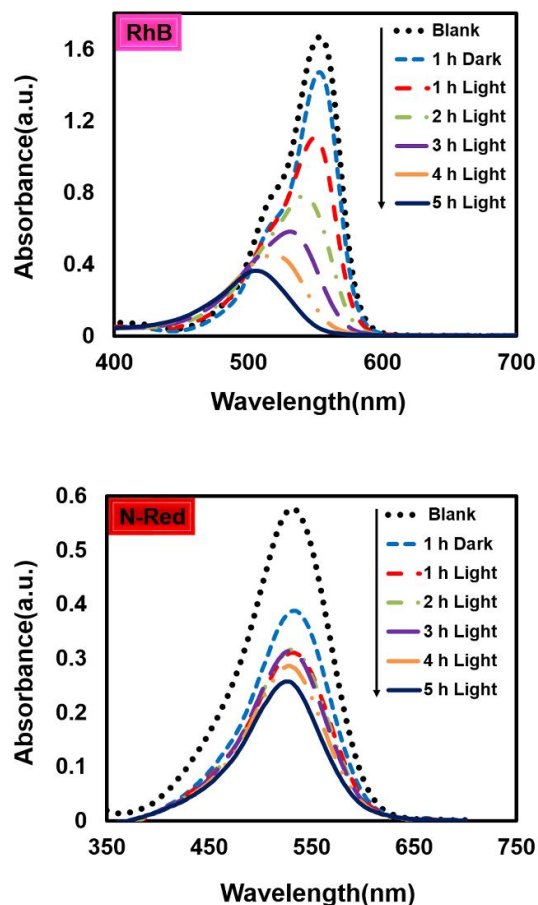 RhB
Absorbance(a.u.)
1.6
1.2
0.8
0.4
0
400
500
600
700
Wavelength(nm)
Blank
1 h Dark
1 h Light
2 h Light
3 h Light
4 h Light
5 h Light
N-Red
Absorbance(a.u.)
0.6
0.5
0.4
0.3
0.2
0.1
0
350
450
550
650
750
Wavelength(nm)
Blank
1 h Dark
1 h Light
2 h Light
3 h Light
4 h Light
5 h Light